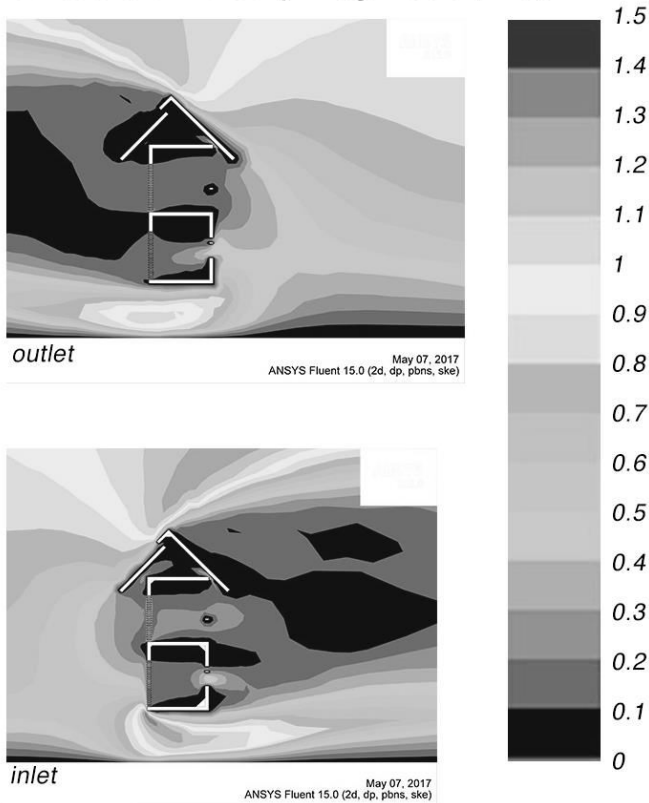 outlet
May 07, 2017
ANSYS Fluent 15.0 (2d, dp, pbns, ske)
inlet
May 07, 2017
ANSYS Fluent 15.0 (2d, dp, pbns, ske)
1.5
1.4
1.3
1.2
1.1
1
0.9
0.8
0.7
0.6
0.5
0.4
0.3
0.2
0.1
0